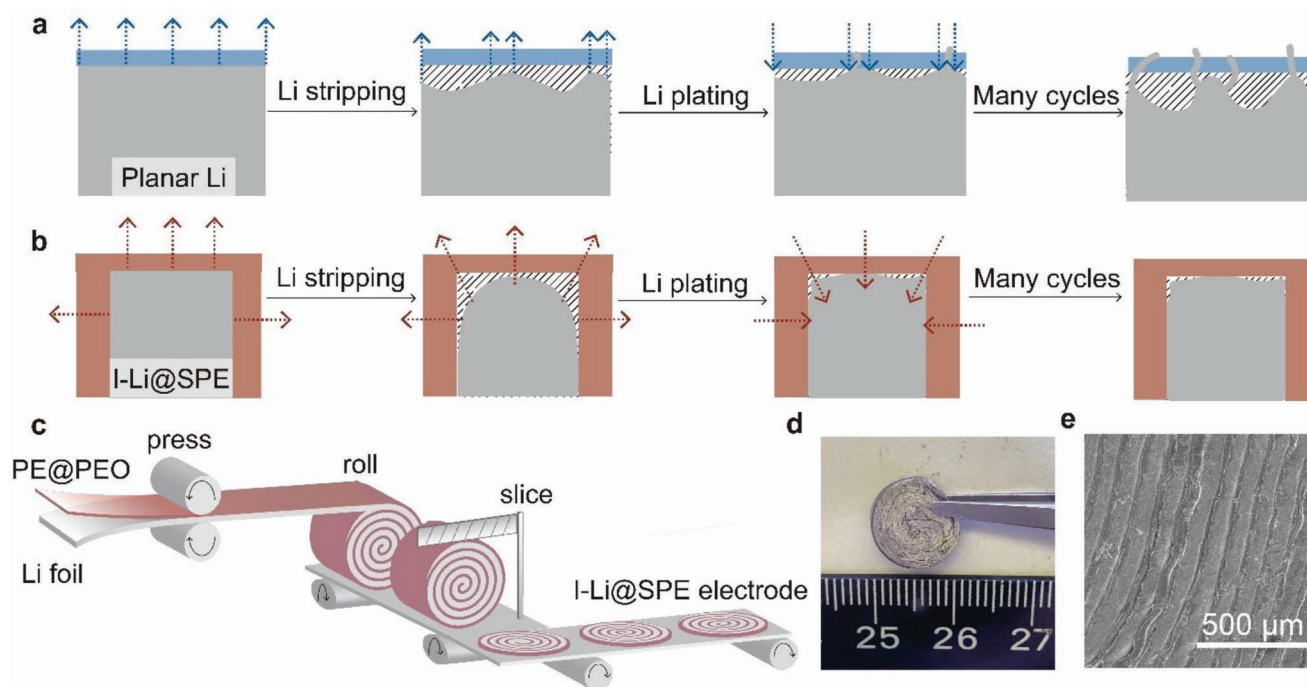 a
Li stripping
Li plating
Many cycles
Planar Li
b
Li stripping
Li plating
Many cycles
I-Li@SPE
c
press
PE@PEO
roll
slice
Li foil
I-Li@SPE electrode
d
25 26 27
e
500 μm